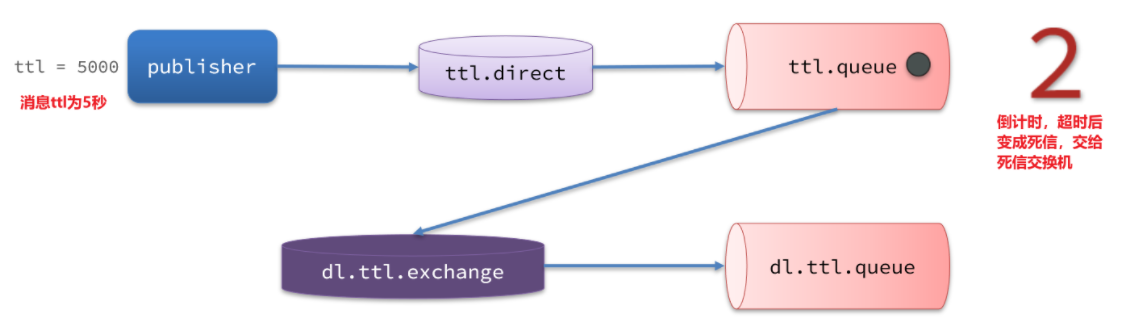 ttl = 5000
publisher
ttl.direct
ttl.queue
2
消息ttl为5秒
倒计时，超时后
变成死信，交给
死信交换机
dl.ttl.exchange
dl.ttl.queue